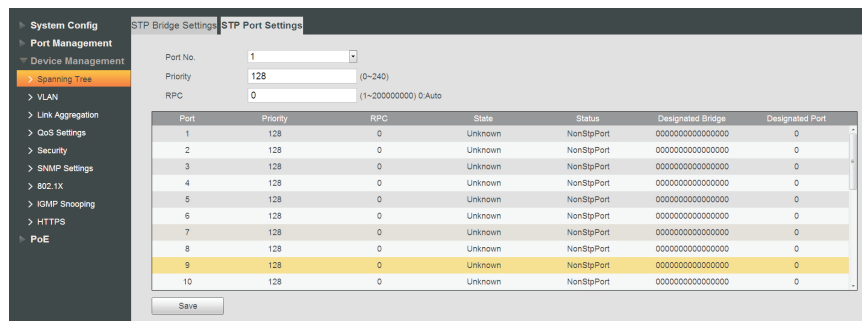 System Config
Port Management
Device Management
Spanning Tree
VLAN
Link Aggregation
QoS Settings
Security
SNMP Settings
802.1X
IGMP Snooping
HTTPS
PoE
STP Bridge Settings STP Port Settings
Port No. 1
Priority 128 (0~240)
RPC 0 (1~200000000) 0:Auto
Port Priority RPC State Status Designated Bridge Designated Port
1 128 0 Unknown NonStpPort 0000000000000000 0
2 128 0 Unknown NonStpPort 0000000000000000 0
3 128 0 Unknown NonStpPort 0000000000000000 0
4 128 0 Unknown NonStpPort 0000000000000000 0
5 128 0 Unknown NonStpPort 0000000000000000 0
6 128 0 Unknown NonStpPort 0000000000000000 0
7 128 0 Unknown NonStpPort 0000000000000000 0
8 128 0 Unknown NonStpPort 0000000000000000 0
9 128 0 Unknown NonStpPort 0000000000000000 0
10 128 0 Unknown NonStpPort 0000000000000000 0
Save